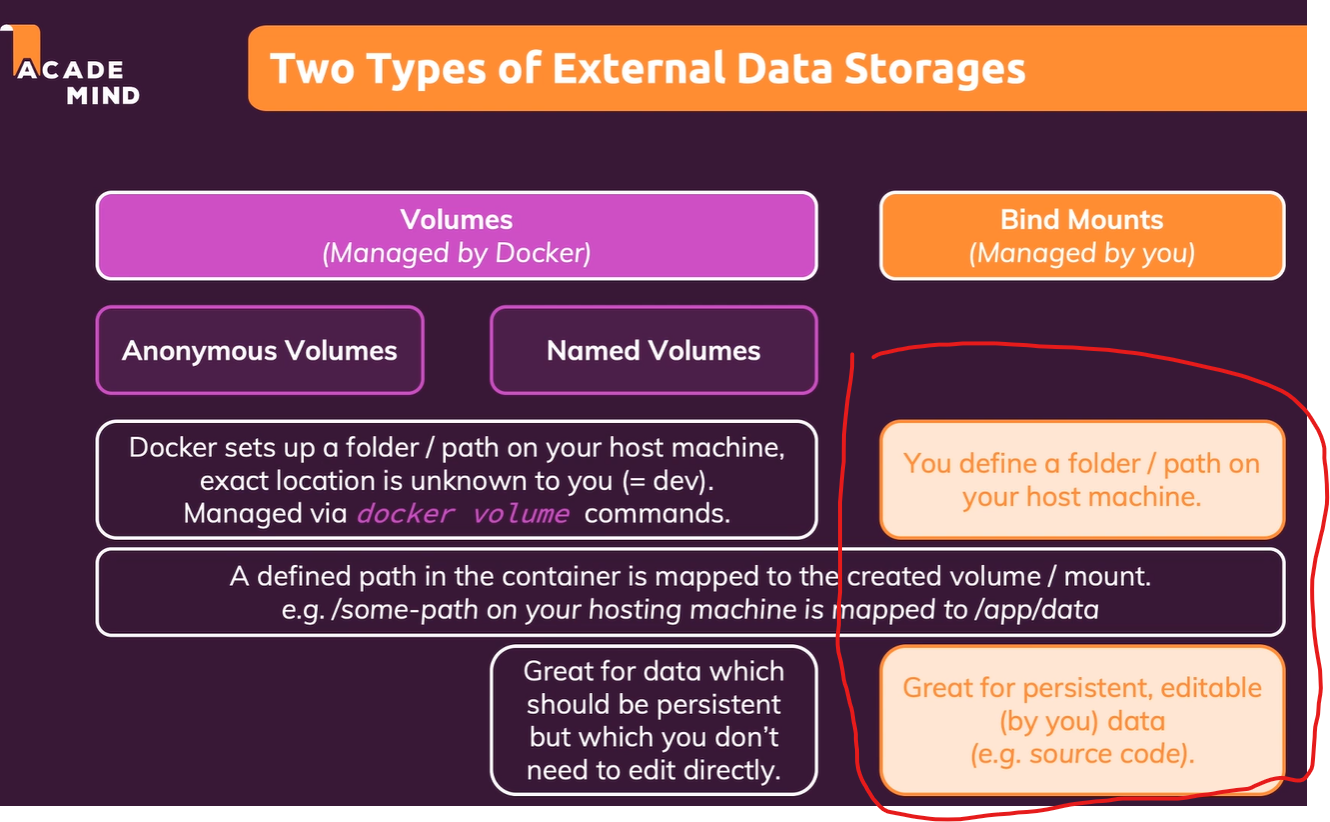 ACADE
MIND
Two Types of External Data Storages
Volumes
(Managed by Docker)
Bind Mounts
(Managed by you)
Anonymous Volumes
Named Volumes
Docker sets up a folder / path on your host machine,
exact location is unknown to you (= dev).
Managed via docker volume commands.
You define a folder / path on
your host machine.
A defined path in the container is mapped to the created volume / mount.
e.g. /some-path on your hosting machine is mapped to /app/data
Great for data which
should be persistent
but which you don’t
need to edit directly.
Great for persistent, editable
(by you) data
(e.g. source code).